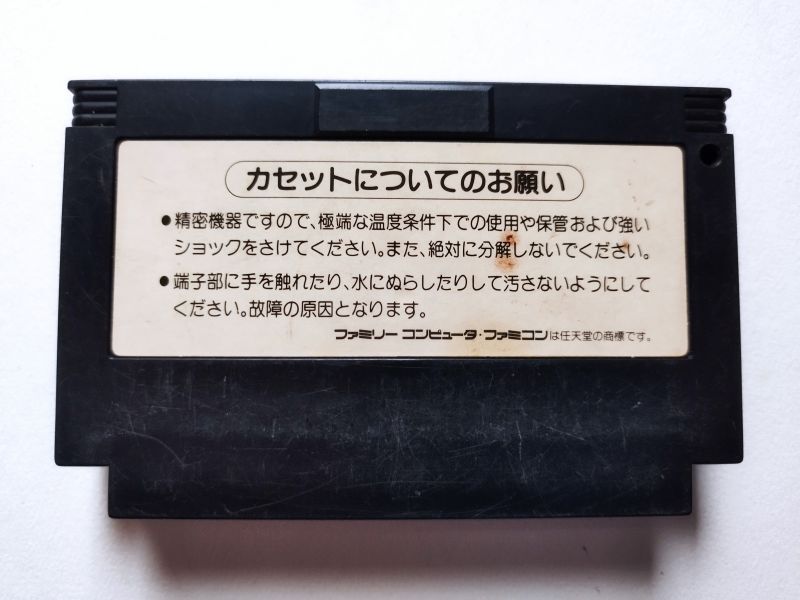 カセットについてのお願い
●精密機器ですので、極端な温度条件下での使用や保管および強い
ショックをさけてください。また、絶対に分解しないでください。
●端子部に手を触れたり、水にぬらしたりして汚さないようにして
ください。故障の原因となります。
ファミリー コンピュータ・ファミコンは任天堂の商標です。